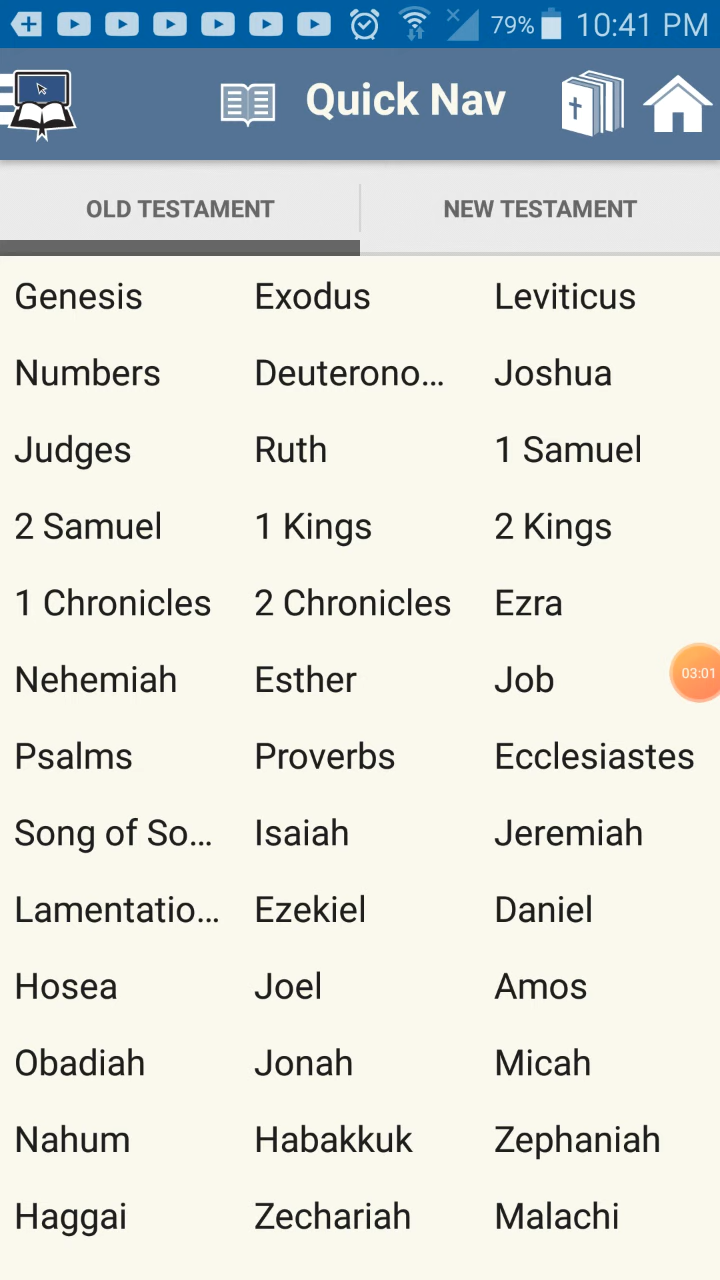 79% 10:41 PM
Quick Nav
OLD TESTAMENT NEW TESTAMENT
Genesis Exodus Leviticus
Numbers Deuterono... Joshua
Judges Ruth 1 Samuel
2 Samuel 1 Kings 2 Kings
1 Chronicles 2 Chronicles Ezra
Nehemiah Esther Job 03:01
Psalms Proverbs Ecclesiastes
Song of So... Isaiah Jeremiah
Lamentatio... Ezekiel Daniel
Hosea Joel Amos
Obadiah Jonah Micah
Nahum Habakkuk Zephaniah
Haggai Zechariah Malachi